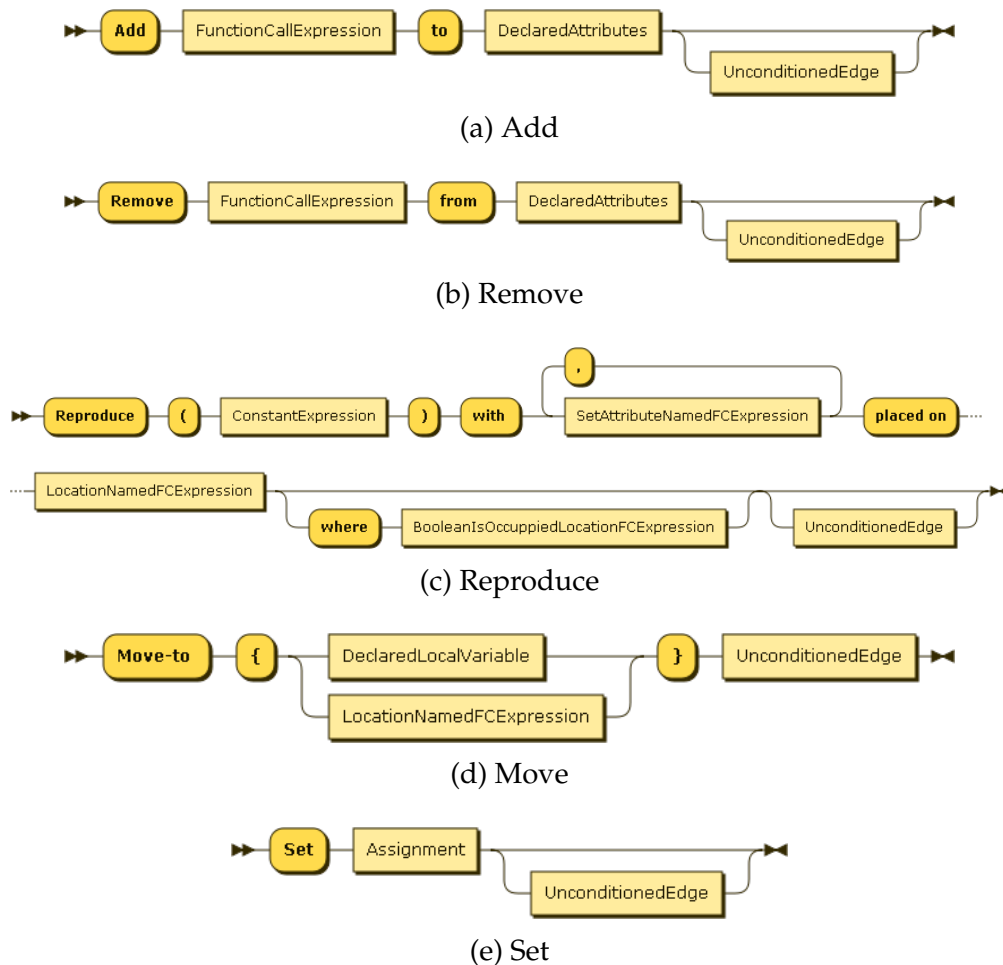 Add FunctionCallExpression to DeclaredAttributes
UnconditionedEdge
(a) Add
Remove FunctionCallExpression from DeclaredAttributes
UnconditionedEdge
(b) Remove
,
Reproduce ( ConstantExpression ) with SetAttributeNamedFCExpression placed on
LocationNamedFCExpression
where BooleanIsOccuppiedLocationFCExpression UnconditionedEdge
(c) Reproduce
Move-to { DeclaredLocalVariable } UnconditionedEdge
LocationNamedFCExpression
(d) Move
Set Assignment
UnconditionedEdge
(e) Set